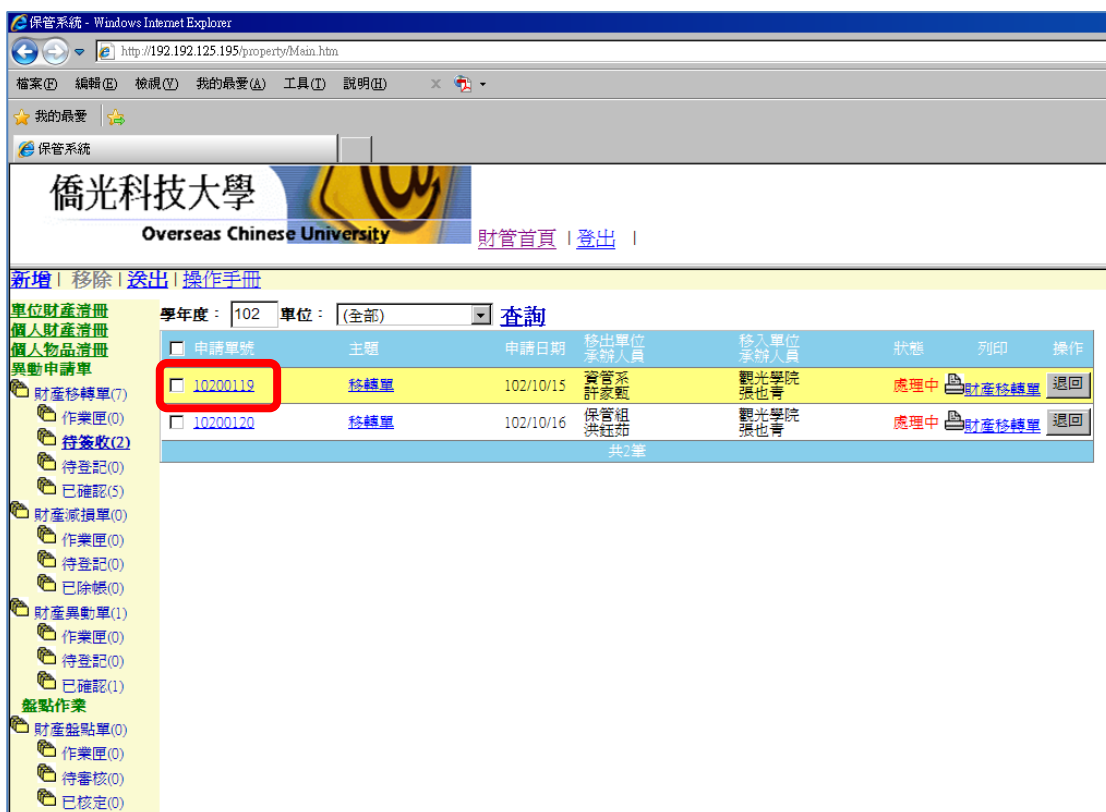 保管系統 - Windows Internet Explorer
http://192.192.125.195/property/Main.htm
檔案(F) 編輯(E) 檢視(V) 我的最愛(A) 工具(T) 說明(H) x
我的最愛
保管系統
僑光科技大學
Overseas Chinese University
財管首頁 | 登出 |
新增 | 移除 | 送出 | 操作手冊
單位財產清冊
個人財產清冊
個人物品清冊
異動申請單
財產移轉單(7)
作業匣(0)
待簽收(2)
待登記(0)
已確認(5)
財產減損單(0)
作業匣(0)
待登記(0)
已除帳(0)
財產異動單(1)
作業匣(0)
待登記(0)
已確認(1)
盤點作業
財產盤點單(0)
作業匣(0)
待審核(0)
已核定(0)
學年度: 102 單位: (全部) 查詢
申請單號 主題 申請日期 移出單位 承辦人員 移入單位 承辦人員 狀態 列印 操作
10200119 移轉單 102/10/15 資管系 許家甄 觀光學院 張也青 處理中 財產移轉單 退回
10200120 移轉單 102/10/16 保管組 洪鈺茹 觀光學院 張也青 處理中 財產移轉單 退回
共2筆